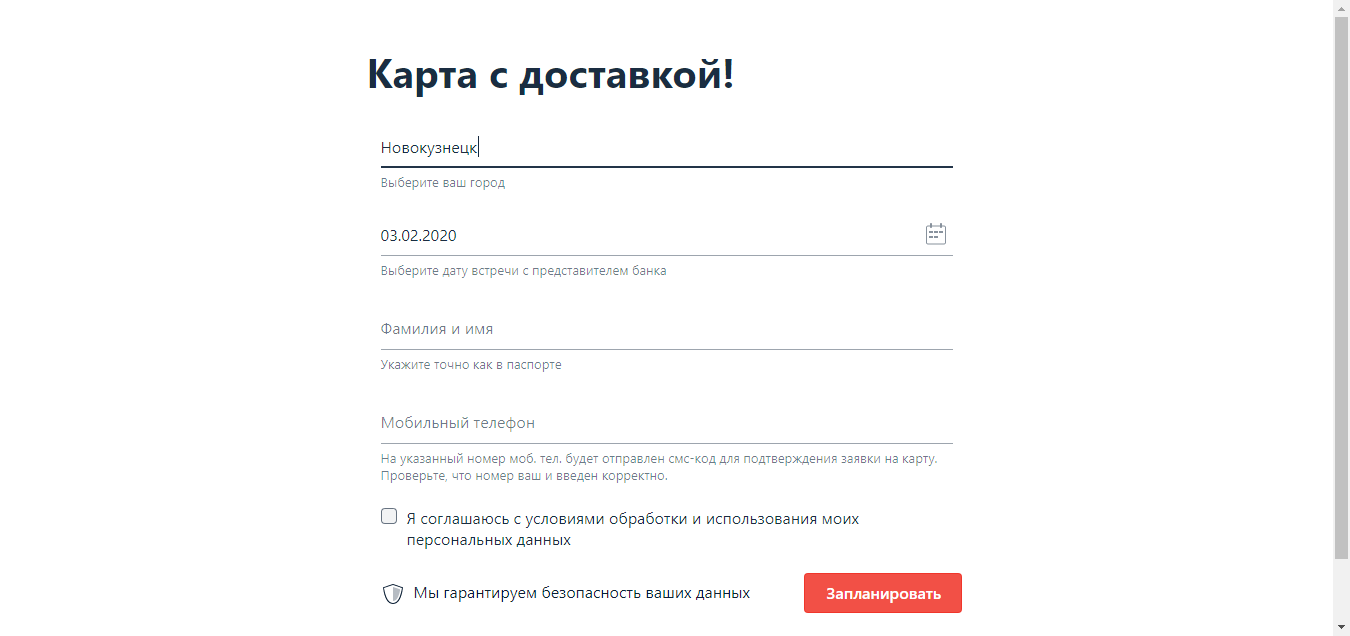 Карта с доставкой!
Новокузнецк
Выберите ваш город
03.02.2020
Выберите дату встречи с представителем банка
Фамилия и имя
Укажите точно как в паспорте
Мобильный телефон
На указанный номер моб. тел. будет отправлен смс-код для подтверждения заявки на карту.
Проверьте, что номер ваш и введен корректно.
Я соглашаюсь с условиями обработки и использования моих
персональных данных
Мы гарантируем безопасность ваших данных
Запланировать